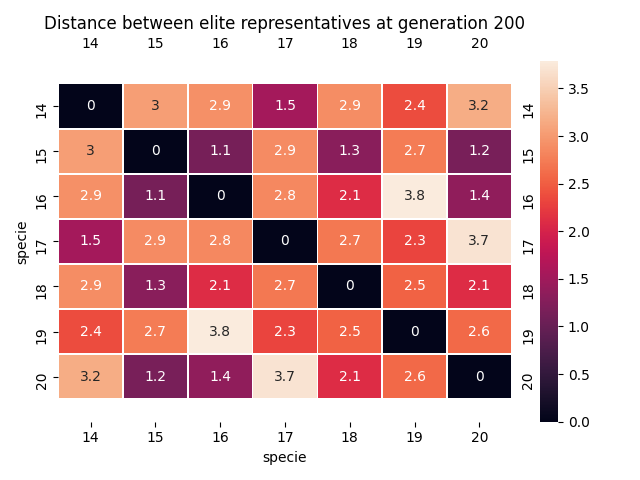 Distance between elite representatives at generation 200
14 15 16 17 18 19 20
14 0 3 2.9 1.5 2.9 2.4 3.2 14
15 3 0 1.1 2.9 1.3 2.7 1.2 15
16 2.9 1.1 0 2.8 2.1 3.8 1.4 16
17 1.5 2.9 2.8 0 2.7 2.3 3.7 17
18 2.9 1.3 2.1 2.7 0 2.5 2.1 18
19 2.4 2.7 3.8 2.3 2.5 0 2.6 19
20 3.2 1.2 1.4 3.7 2.1 2.6 0 20
14 15 16 17 18 19 20
specie
specie
3.5
3.0
2.5
2.0
1.5
1.0
0.5
0.0